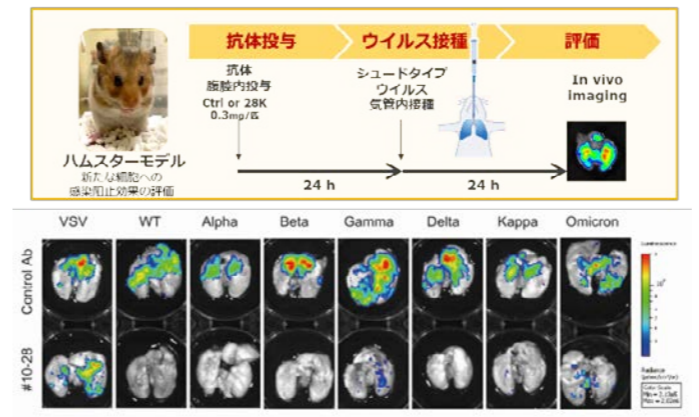 抗体投与
ウイルス接種
評価
抗体
腹腔内投与
Ctrl or 28K
0.3mg/匹
シュードタイプ
ウイルス
気管内接種
In vivo
imaging
ハムスターモデル
新たな細胞への
感染阻止効果の評価
24 h
24 h
VSV
WT
Alpha
Beta
Gamma
Delta
Kappa
Omicron
Control Ab
#10-28
Luminescence
Radiance
Color Scale